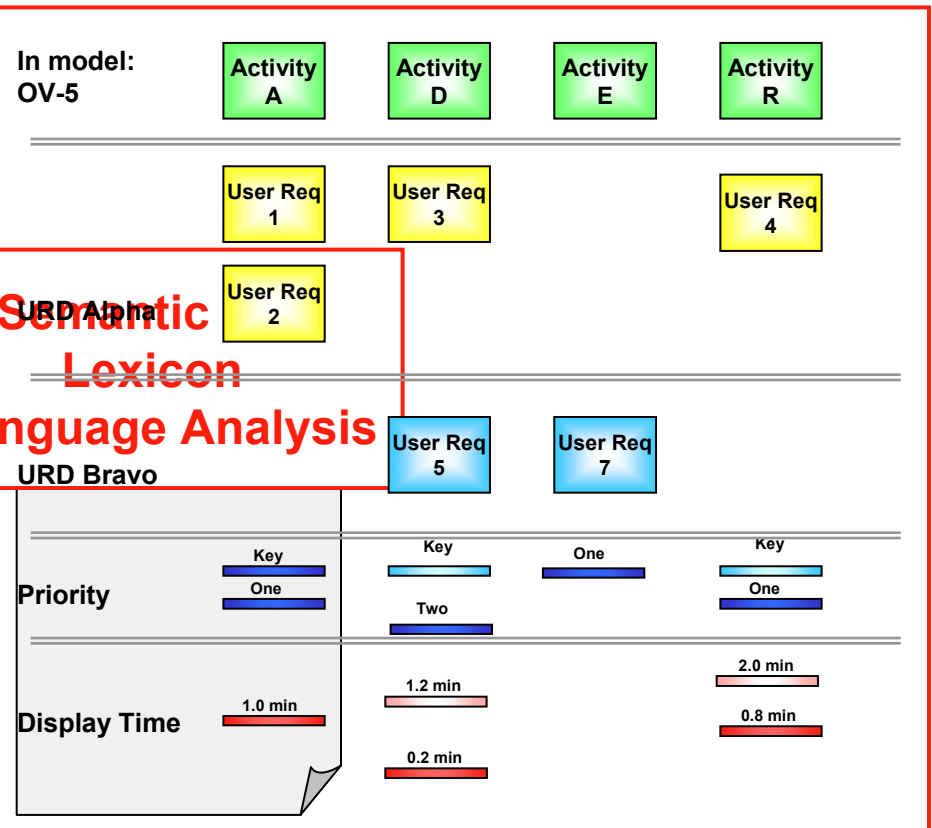 In model:
OV-5
Activity
A
Activity
D
Activity
E
Activity
R
User Req
1
User Req
3
User Req
4
User Req
2
URD Alpha
Semantic
Lexicon
nguage Analysis
User Req
5
User Req
7
URD Bravo
Priority
Key
One
Key
Two
One
Key
One
Display Time
1.0 min
1.2 min
0.2 min
2.0 min
0.8 min